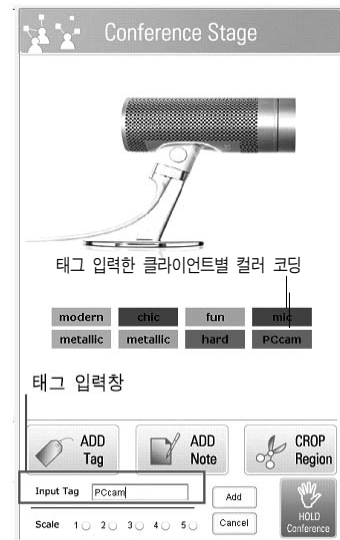 Conference Stage
태그 입력한 클라이언트별 컬러 코딩
modern chic fun mic
metallic metallic hard PCcam
태그 입력창
ADD Tag
ADD Note
CROP Region
Input Tag PCcam Add
Scale 1 2 3 4 5 Cancel
HOLD Conference